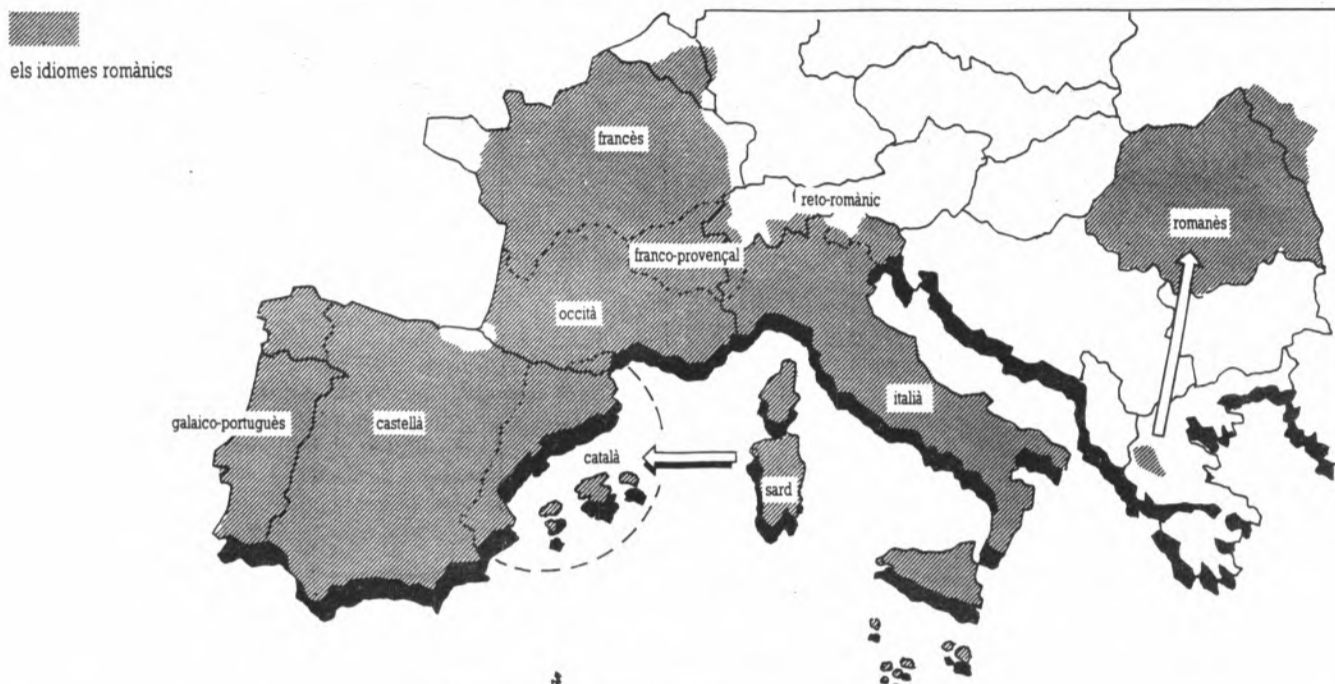 els idiomes romànics
francès
reto-romànic
romanès
franco-provençal
occità
italià
galaico-portuguès
castellà
català
sard